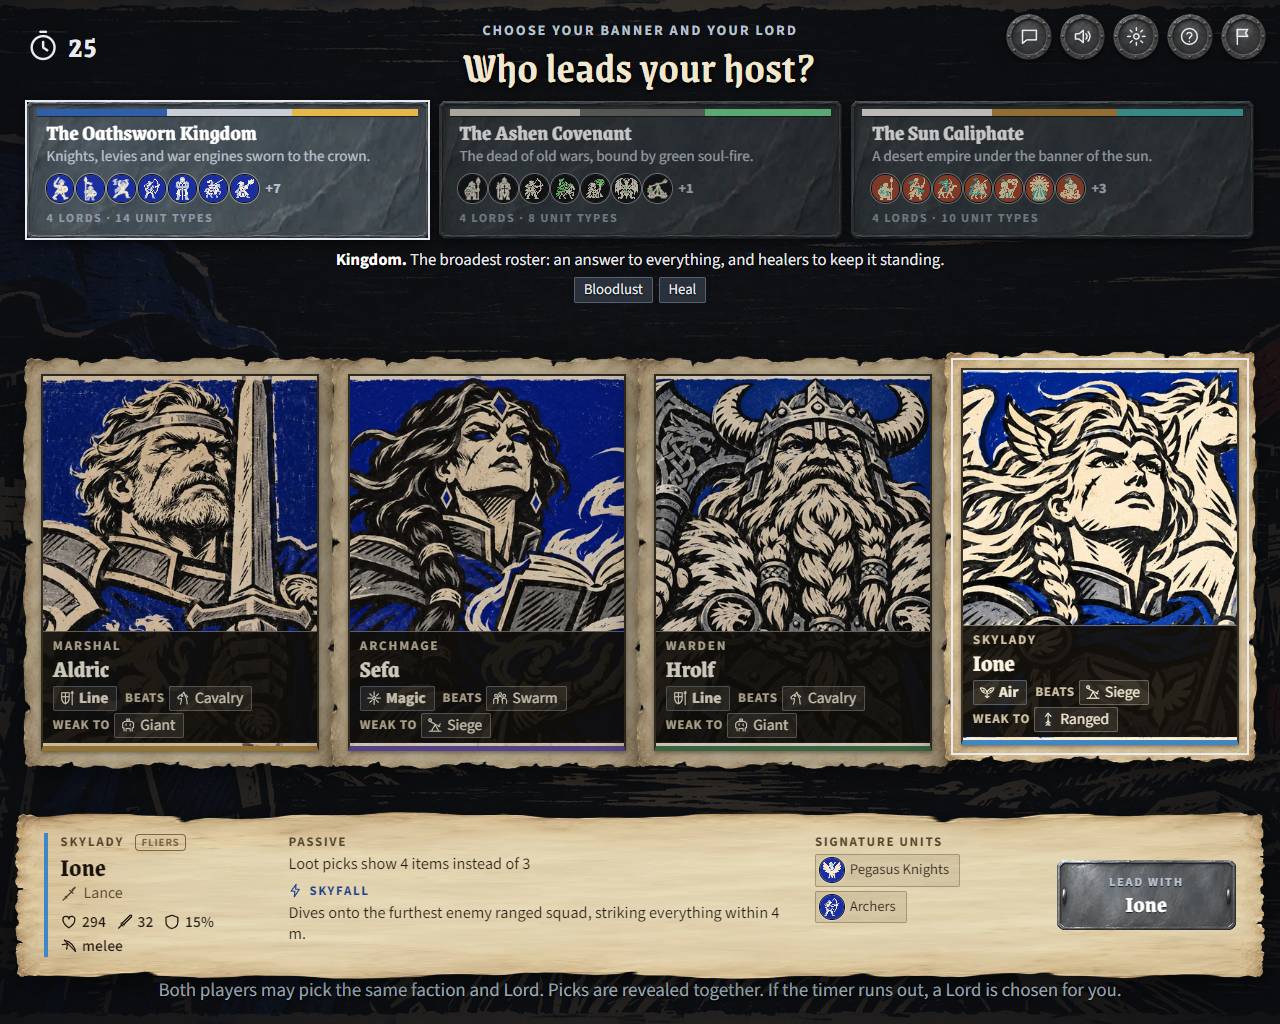 25
CHOOSE YOUR BANNER AND YOUR LORD
Who leads your host?
The Oathsworn Kingdom
Knights, levies and war engines sworn to the crown.
+7
4 LORDS · 14 UNIT TYPES
The Ashen Covenant
The dead of old wars, bound by green soul-fire.
+1
4 LORDS · 8 UNIT TYPES
The Sun Caliphate
A desert empire under the banner of the sun.
+3
4 LORDS · 10 UNIT TYPES
Kingdom. The broadest roster: an answer to everything, and healers to keep it standing.
Bloodlust Heal
MARSHAL
Aldric
Line BEATS Cavalry
WEAK TO Giant
ARCHMAGE
Sefa
Magic BEATS Swarm
WEAK TO Siege
WARDEN
Hrolf
Line BEATS Cavalry
WEAK TO Giant
SKYLADY
Ione
Air BEATS Siege
WEAK TO Ranged
SKYLADY FLIERS
Ione
Lance
294 32 15%
melee
PASSIVE
Loot picks show 4 items instead of 3
SKYFALL
Dives onto the furthest enemy ranged squad, striking everything within 4
m.
SIGNATURE UNITS
Pegasus Knights
Archers
LEAD WITH
Ione
Both players may pick the same faction and Lord. Picks are revealed together. If the timer runs out, a Lord is chosen for you.